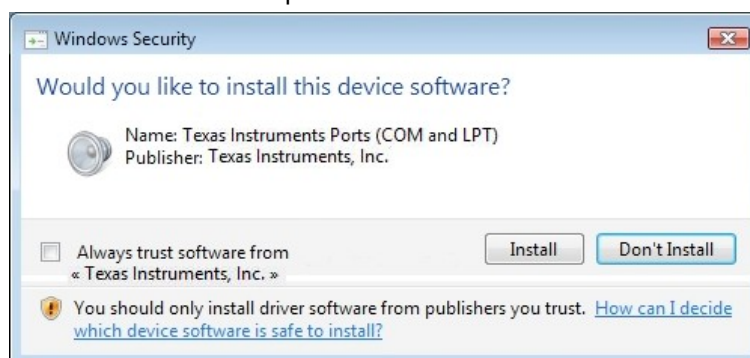 Windows Security
Would you like to install this device software?
Name: Texas Instruments Ports (COM and LPT)
Publisher: Texas Instruments, Inc.
Always trust software from
« Texas Instruments, Inc. »
Install
Don't Install
You should only install driver software from publishers you trust. How can I decide
which device software is safe to install?